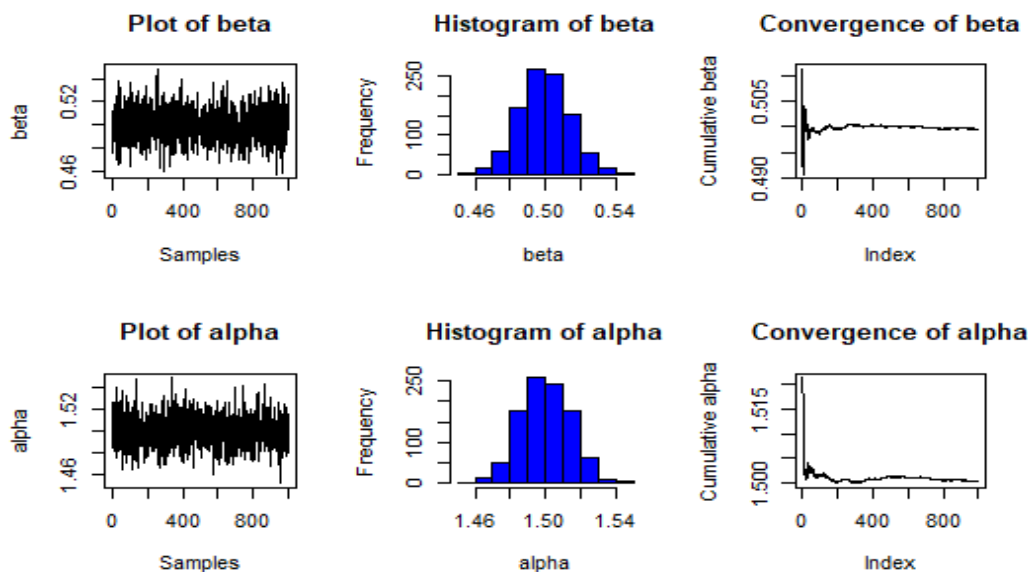 Plot of beta
beta
0.46 0.52
0 400 800
Samples
Histogram of beta
Frequency
0 100 250
0.46 0.50 0.54
beta
Convergence of beta
Cumulative beta
0.490 0.505
0 400 800
Index
Plot of alpha
alpha
1.46 1.52
0 400 800
Samples
Histogram of alpha
Frequency
0 100 250
1.46 1.50 1.54
alpha
Convergence of alpha
Cumulative alpha
1.500 1.515
0 400 800
Index